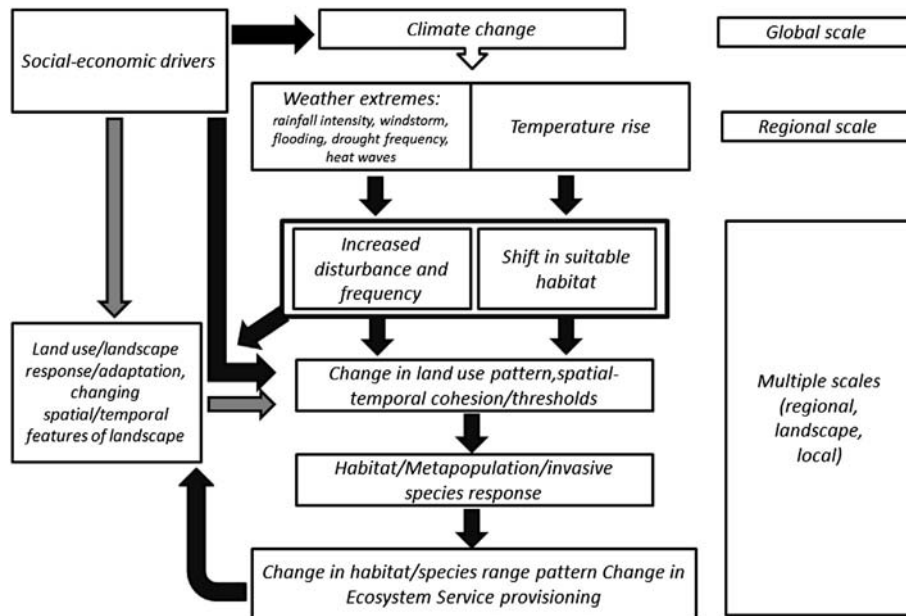 Climate change
Global scale
Social-economic drivers
Weather extremes:
rainfall intensity, windstorm,
flooding, drought frequency,
heat waves
Temperature rise
Regional scale
Increased
disturbance and
frequency
Shift in suitable
habitat
Land use/landscape
response/adaptation,
changing
spatial/temporal
features of landscape
Change in land use pattern,spatial-
temporal cohesion/thresholds
Multiple scales
(regional,
landscape,
local)
Habitat/Metapopulation/invasive
species response
Change in habitat/species range pattern Change in
Ecosystem Service provisioning